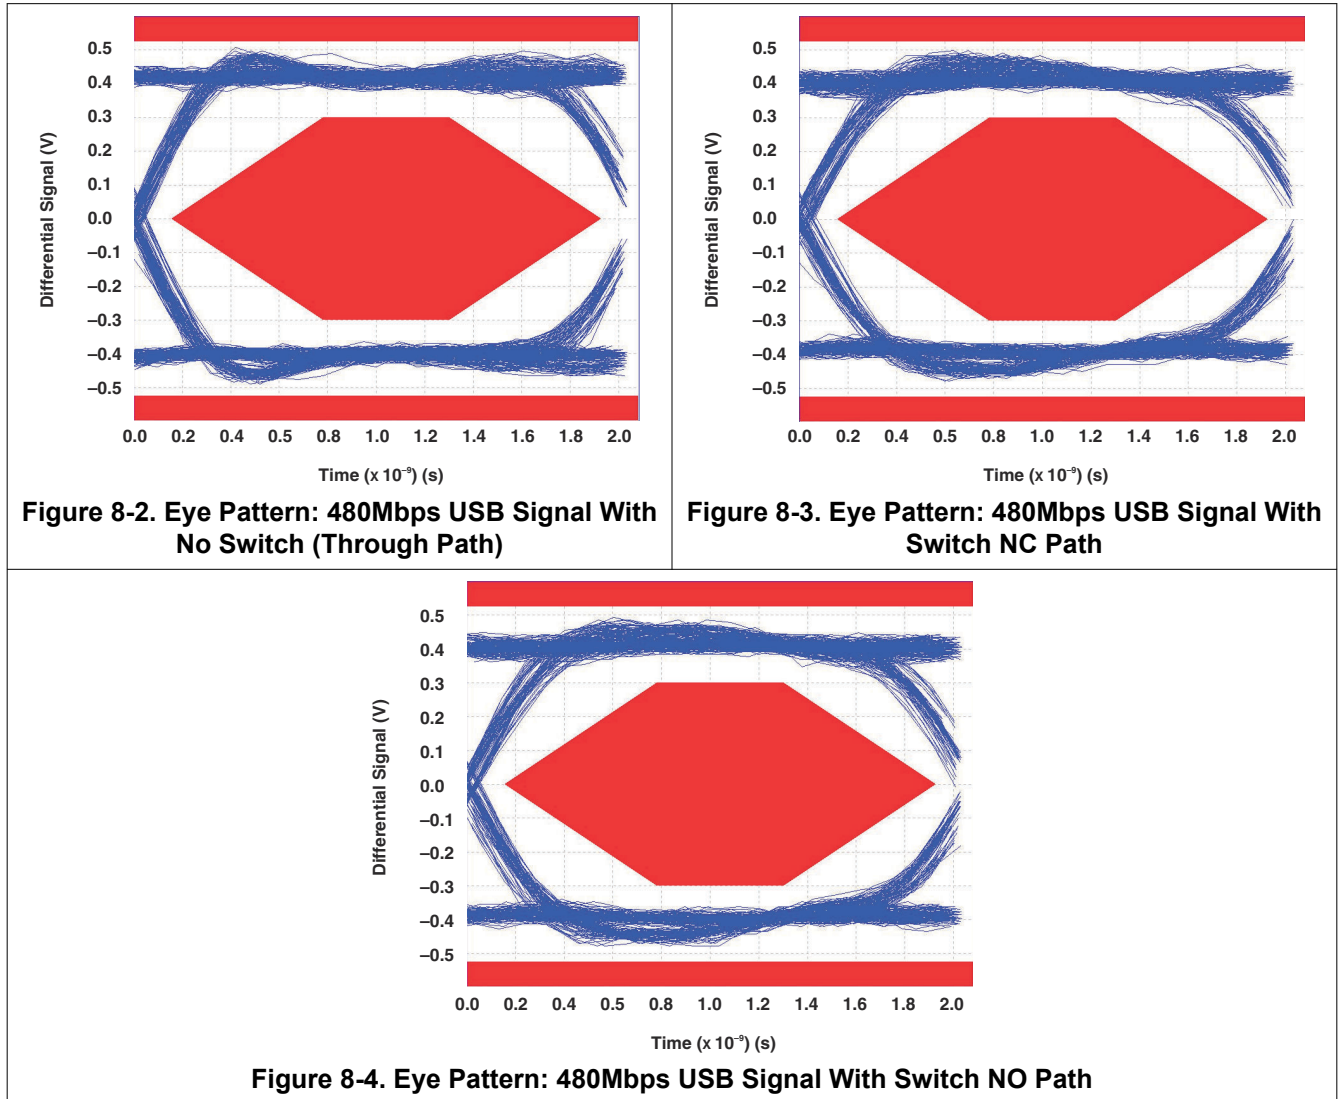 0.5
0.4
0.3
0.2
0.1
0.0
–0.1
–0.2
–0.3
–0.4
–0.5
Differential Signal (V)
0.0 0.2 0.4 0.5 0.8 1.0 1.2 1.4 1.6 1.8 2.0
Time (x 10⁻⁹) (s)
Figure 8-2. Eye Pattern: 480Mbps USB Signal With
No Switch (Through Path)
0.5
0.4
0.3
0.2
0.1
0.0
–0.1
–0.2
–0.3
–0.4
–0.5
Differential Signal (V)
0.0 0.2 0.4 0.5 0.8 1.0 1.2 1.4 1.6 1.8 2.0
Time (x 10⁻⁹) (s)
Figure 8-3. Eye Pattern: 480Mbps USB Signal With
Switch NC Path
0.5
0.4
0.3
0.2
0.1
0.0
–0.1
–0.2
–0.3
–0.4
–0.5
Differential Signal (V)
0.0 0.2 0.4 0.5 0.8 1.0 1.2 1.4 1.6 1.8 2.0
Time (x 10⁻⁹) (s)
Figure 8-4. Eye Pattern: 480Mbps USB Signal With Switch NO Path